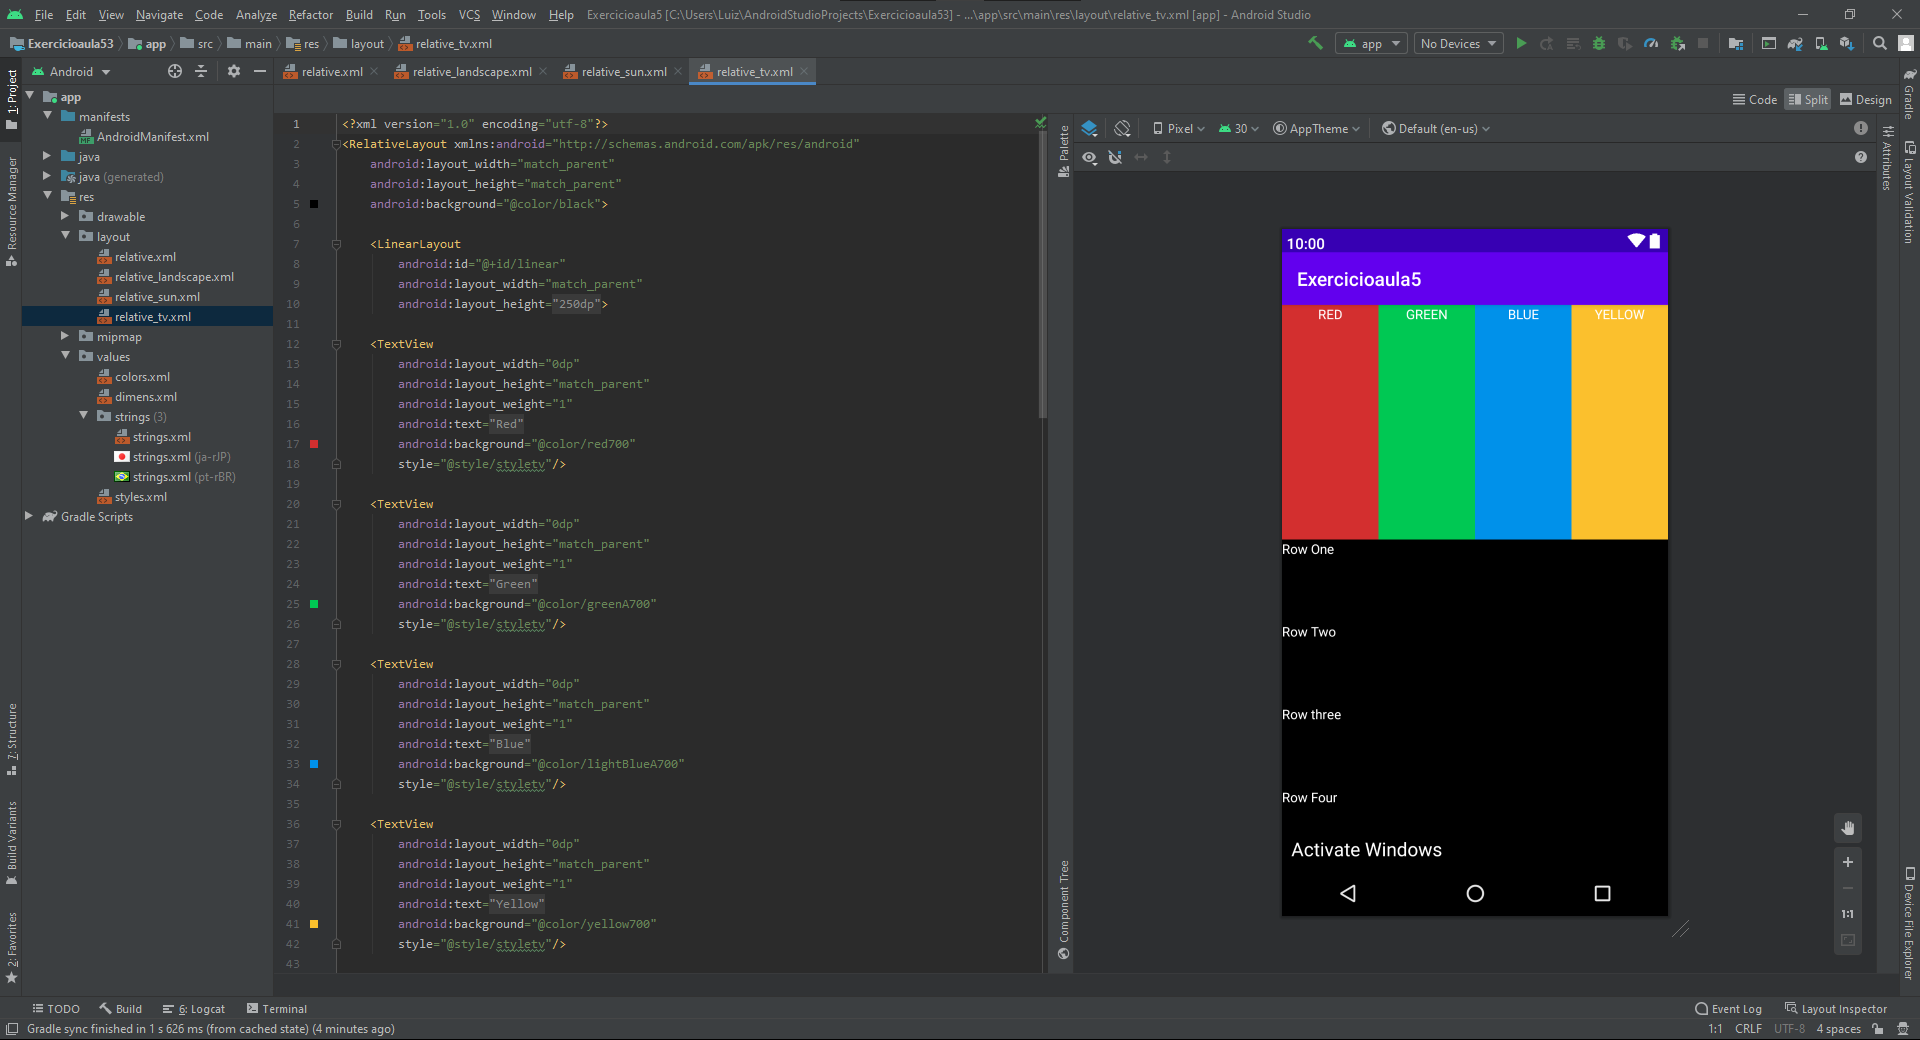 File Edit View Navigate Code Analyze Refactor Build Run Tools VCS Window Help Exercicioaula5 [C:\Users\Luiz\AndroidStudioProjects\Exercicioaula53] - ...\app\src\main\res\layout\relative_tv.xml [app] - Android Studio
Exercicioaula53 app src main res layout relative_tv.xml app No Devices
Android relative.xml relative_landscape.xml relative_sun.xml relative_tv.xml
Code Split Design
1: Project
Resource Manager
7: Structure
Build Variants
2: Favorites
app
manifests
AndroidManifest.xml
java
java (generated)
res
drawable
layout
relative.xml
relative_landscape.xml
relative_sun.xml
relative_tv.xml
mipmap
values
colors.xml
dimens.xml
strings (3)
strings.xml
strings.xml (ja-rJP)
strings.xml (pt-rBR)
styles.xml
Gradle Scripts
1 <?xml version="1.0" encoding="utf-8"?>
2 <RelativeLayout xmlns:android="http://schemas.android.com/apk/res/android"
3 android:layout_width="match_parent"
4 android:layout_height="match_parent"
5 android:background="@color/black">
6
7 <LinearLayout
8 android:id="@+id/linear"
9 android:layout_width="match_parent"
10 android:layout_height="250dp">
11
12 <TextView
13 android:layout_width="0dp"
14 android:layout_height="match_parent"
15 android:layout_weight="1"
16 android:text="Red"
17 android:background="@color/red700"
18 style="@style/styletv"/>
19
20 <TextView
21 android:layout_width="0dp"
22 android:layout_height="match_parent"
23 android:layout_weight="1"
24 android:text="Green"
25 android:background="@color/greenA700"
26 style="@style/styletv"/>
27
28 <TextView
29 android:layout_width="0dp"
30 android:layout_height="match_parent"
31 android:layout_weight="1"
32 android:text="Blue"
33 android:background="@color/lightBlueA700"
34 style="@style/styletv"/>
35
36 <TextView
37 android:layout_width="0dp"
38 android:layout_height="match_parent"
39 android:layout_weight="1"
40 android:text="Yellow"
41 android:background="@color/yellow700"
42 style="@style/styletv"/>
43
Palette
Component Tree
Pixel 30 AppTheme Default (en-us)
10:00
Exercicioaula5
RED GREEN BLUE YELLOW
Row One
Row Two
Row three
Row Four
Activate Windows
1:1
Gradle
Attributes
Layout Validation
Device File Explorer
TODO Build 6: Logcat Terminal Event Log Layout Inspector
Gradle sync finished in 1 s 626 ms (from cached state) (4 minutes ago) 1:1 CRLF UTF-8 4 spaces